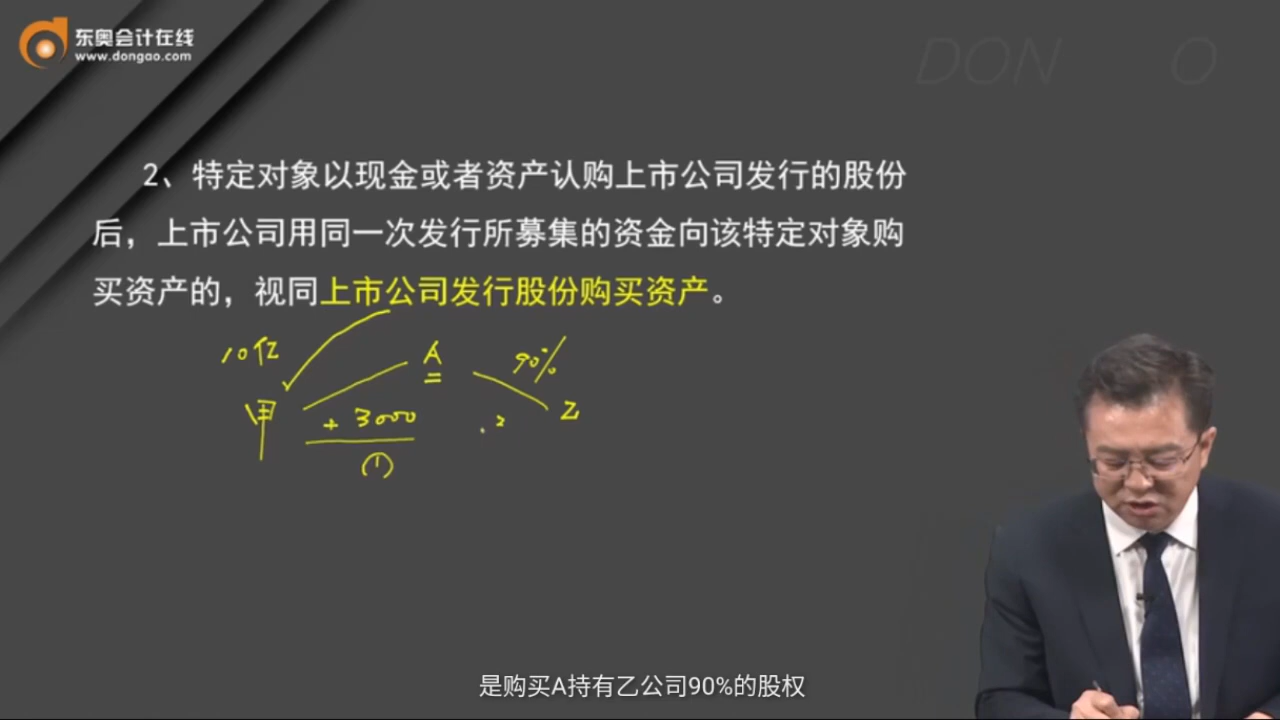 东奥会计在线
www.dongao.com
DON O
2、特定对象以现金或者资产认购上市公司发行的股份
后，上市公司用同一次发行所募集的资金向该特定对象购
买资产的，视同上市公司发行股份购买资产。
10亿 A 90%
甲 + 3000 乙
①
是购买A持有乙公司90%的股权